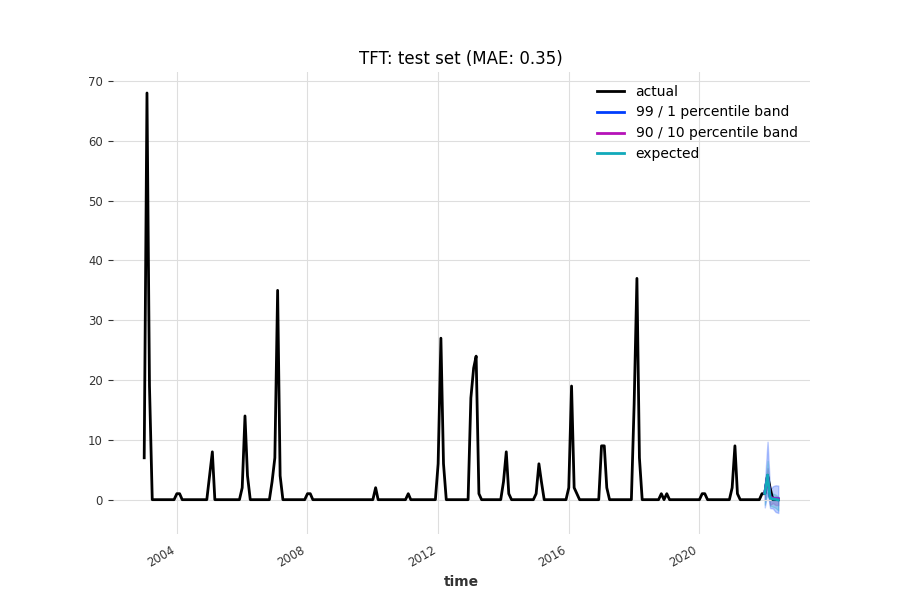 TFT: test set (MAE: 0.35)
actual
99 / 1 percentile band
90 / 10 percentile band
expected
70
60
50
40
30
20
10
0
2004
2008
2012
2016
2020
time